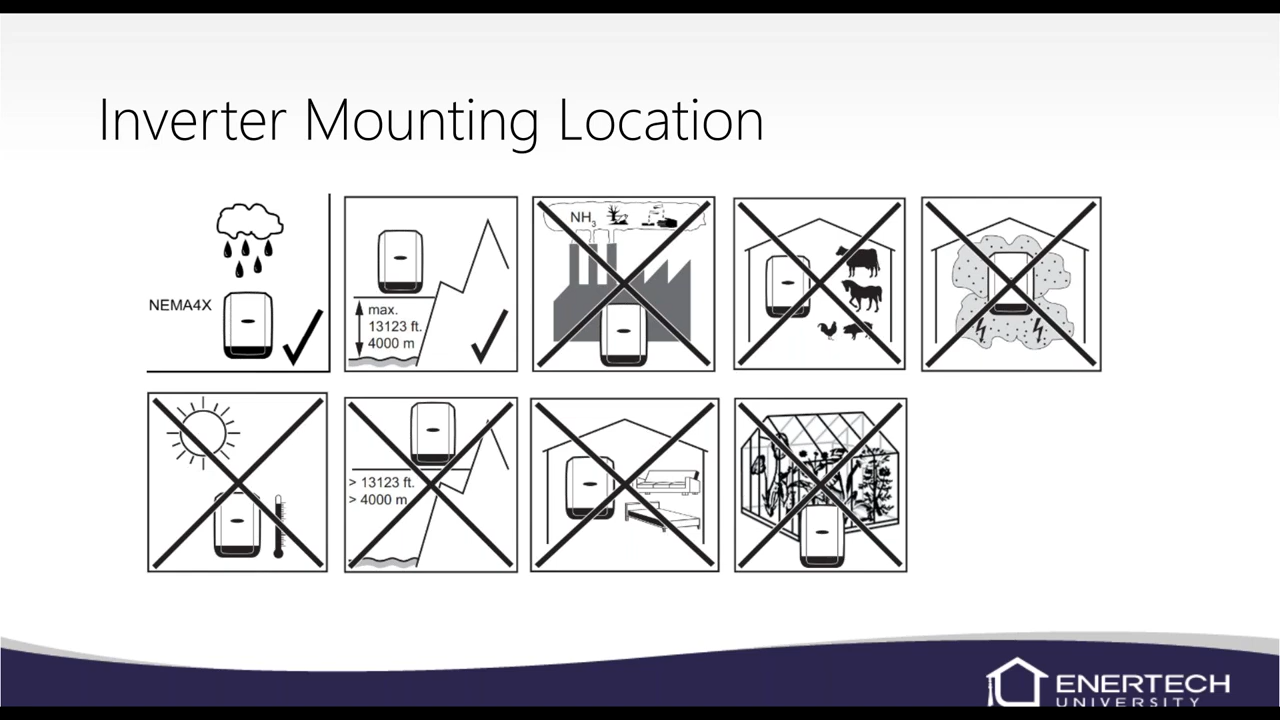 Inverter Mounting Location
NEMA4X
max.
13123 ft.
4000 m
NH3
> 13123 ft.
> 4000 m
ENERTECH
UNIVERSITY